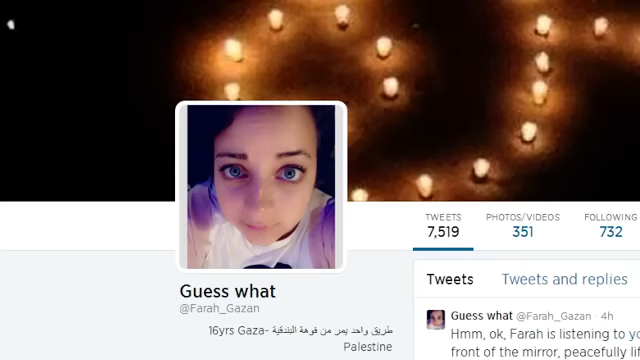 TWEETS PHOTOS/VIDEOS FOLLOWING
7,519 351 732
Guess what
@Farah_Gazan
16yrs Gaza- طريق واحد يمر من فوهة البندقية
Palestine
Tweets Tweets and replies
Guess what @Farah_Gazan · 4h
Hmm, ok, Farah is listening to
front of the mirror, peacefully